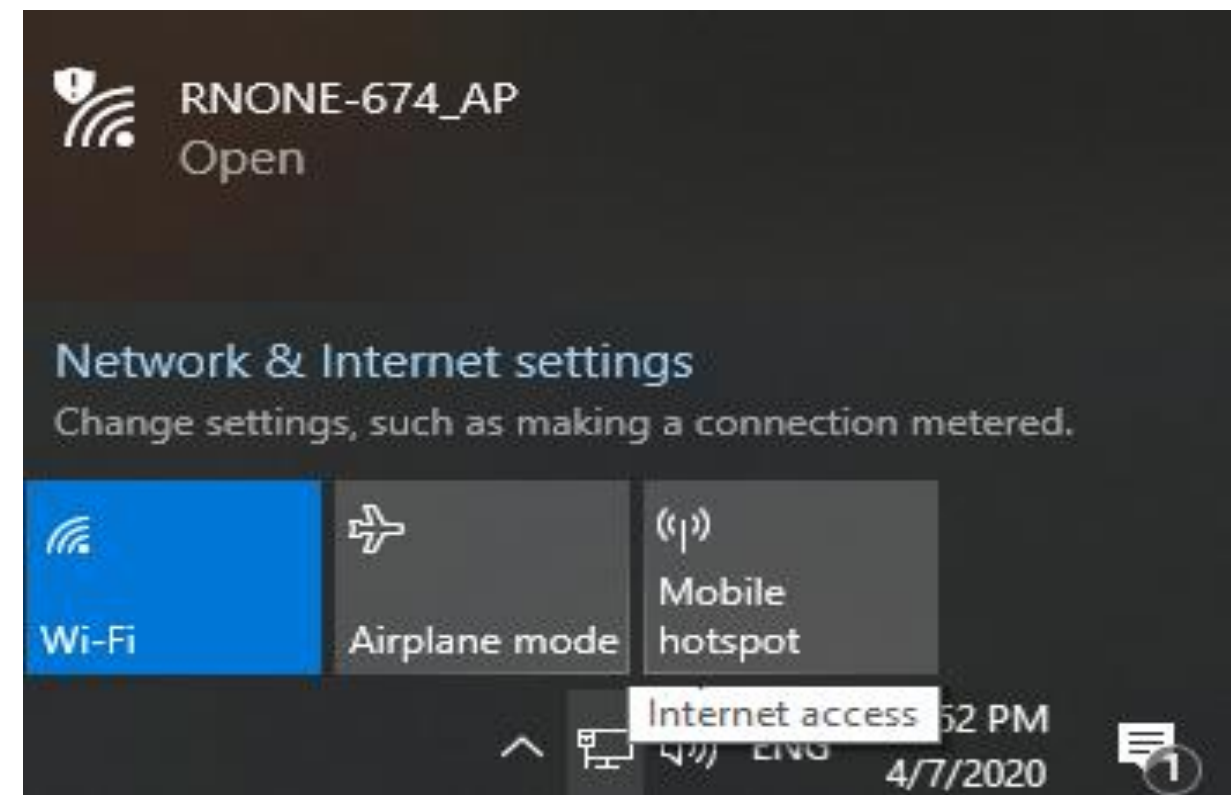 RNONE-674_AP
Open
Network & Internet settings
Change settings, such as making a connection metered.
Wi-Fi
Airplane mode
Mobile
hotspot
Internet access
52 PM
ENG
4/7/2020
1